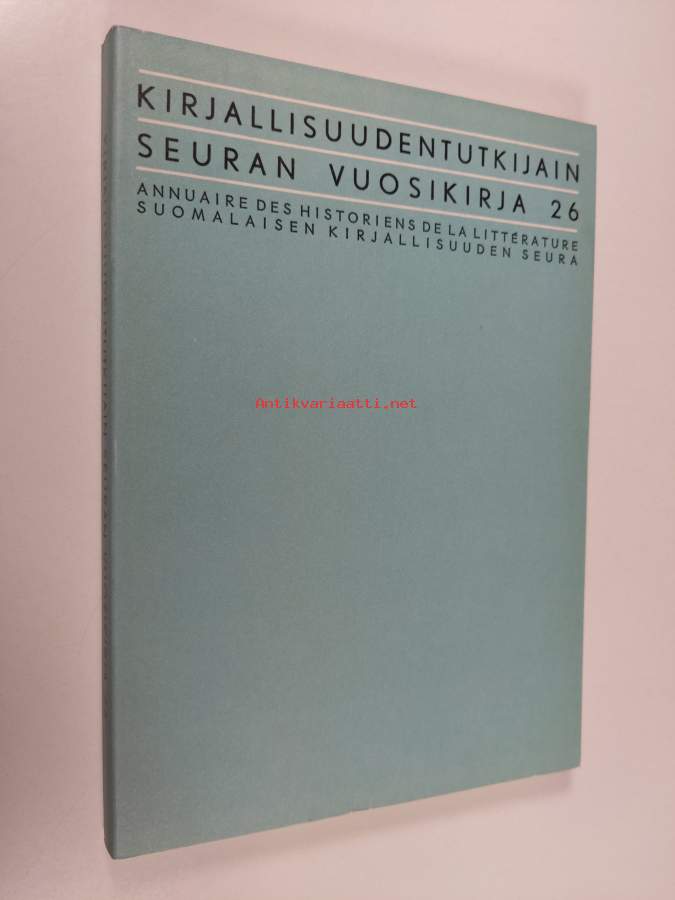 KIRJALLISUUDENTUTKIJAIN
SEURAN VUOSIKIRJA 26
ANNUAIRE DES HISTORIENS DE LA LITTÉRATURE
SUOMALAISEN KIRJALLISUUDEN SEURA
Antikvariaatti.net